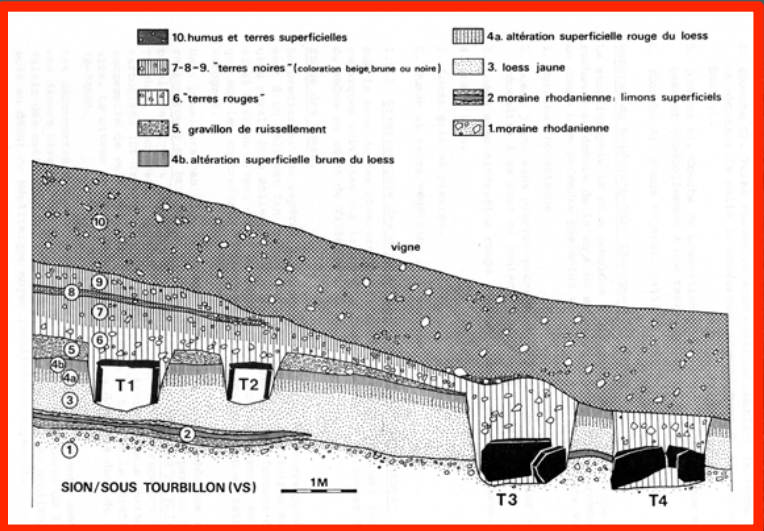 10. humus et terres superficielles
7-8-9. "terres noires" (coloration beige, brune ou noire)
6. "terres rouges"
5. gravillon de ruissellement
4b. altération superficielle brune du loess
4a. altération superficielle rouge du loess
3. loess jaune
2 moraine rhodanienne: limons superficiels
1. moraine rhodanienne
vigne
10
9
8
7
6
5
4b
4a
3
2
1
T1
T2
T3
T4
SION/SOUS TOURBILLON (VS)
1M